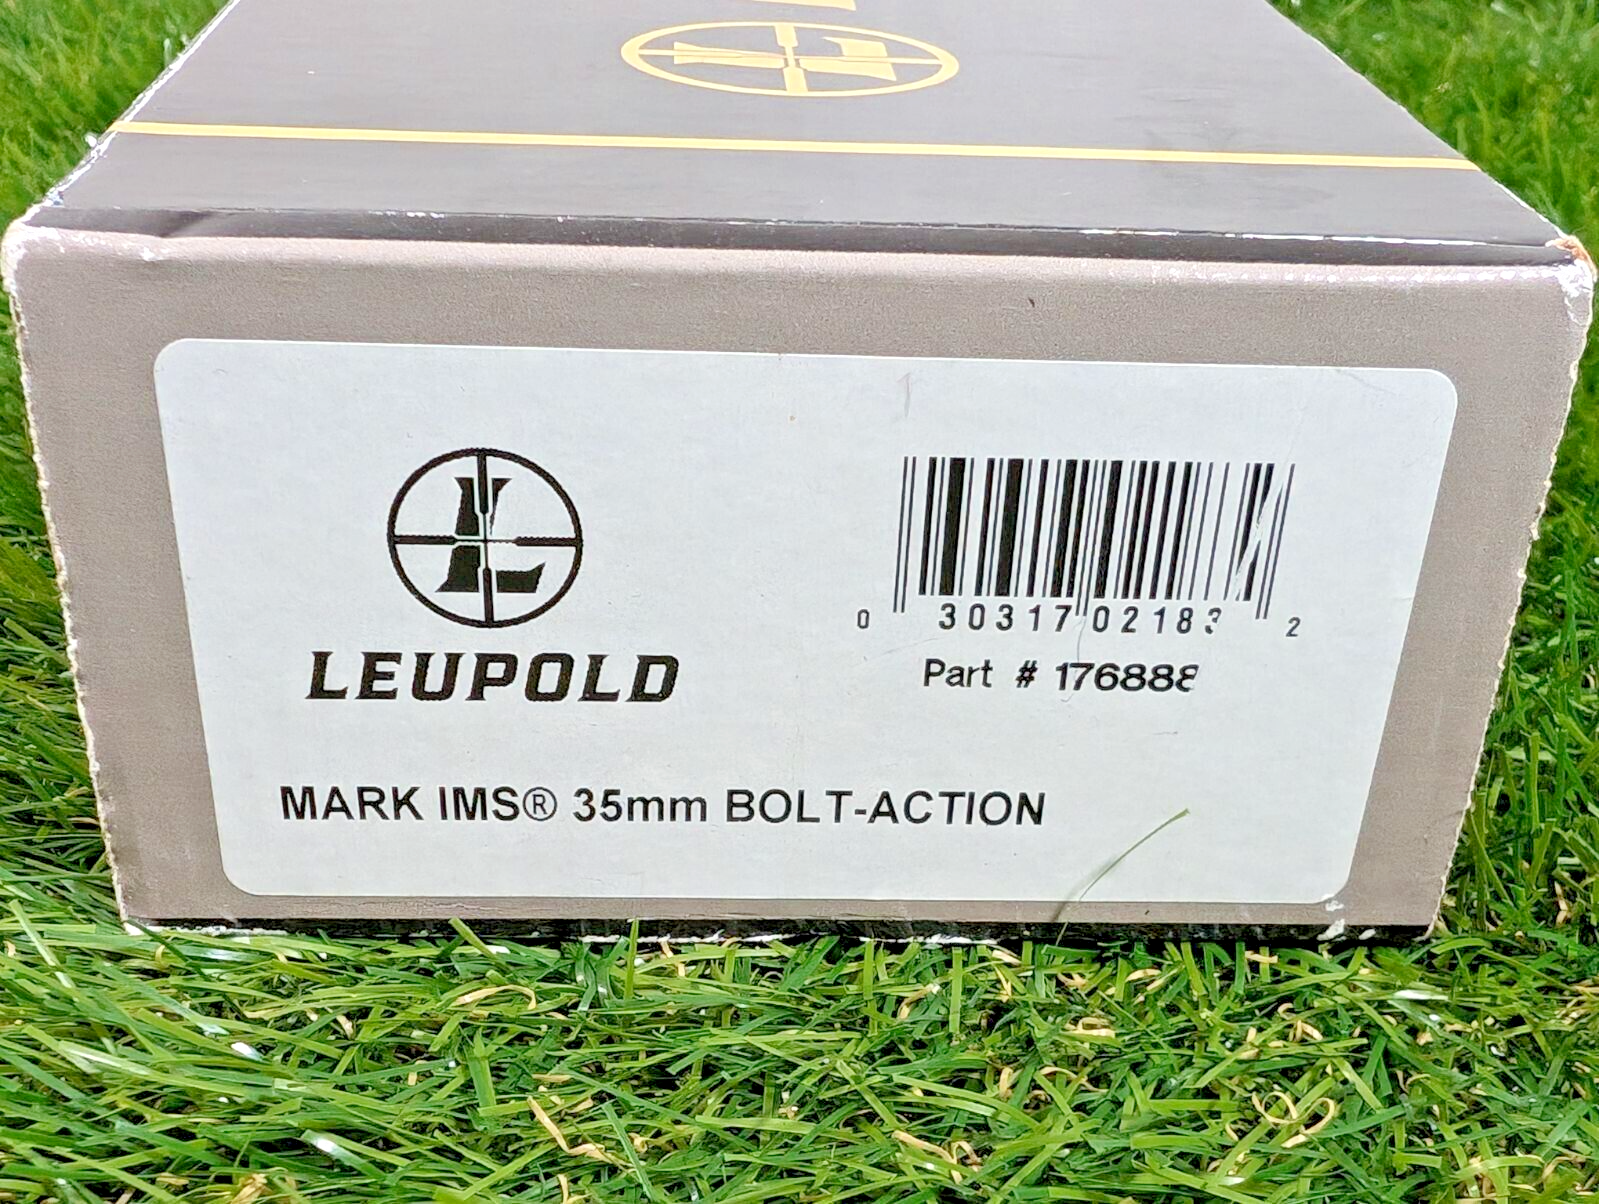 LEUPOLD
0 30317 02183 2
Part # 176888
MARK IMS® 35mm BOLT-ACTION